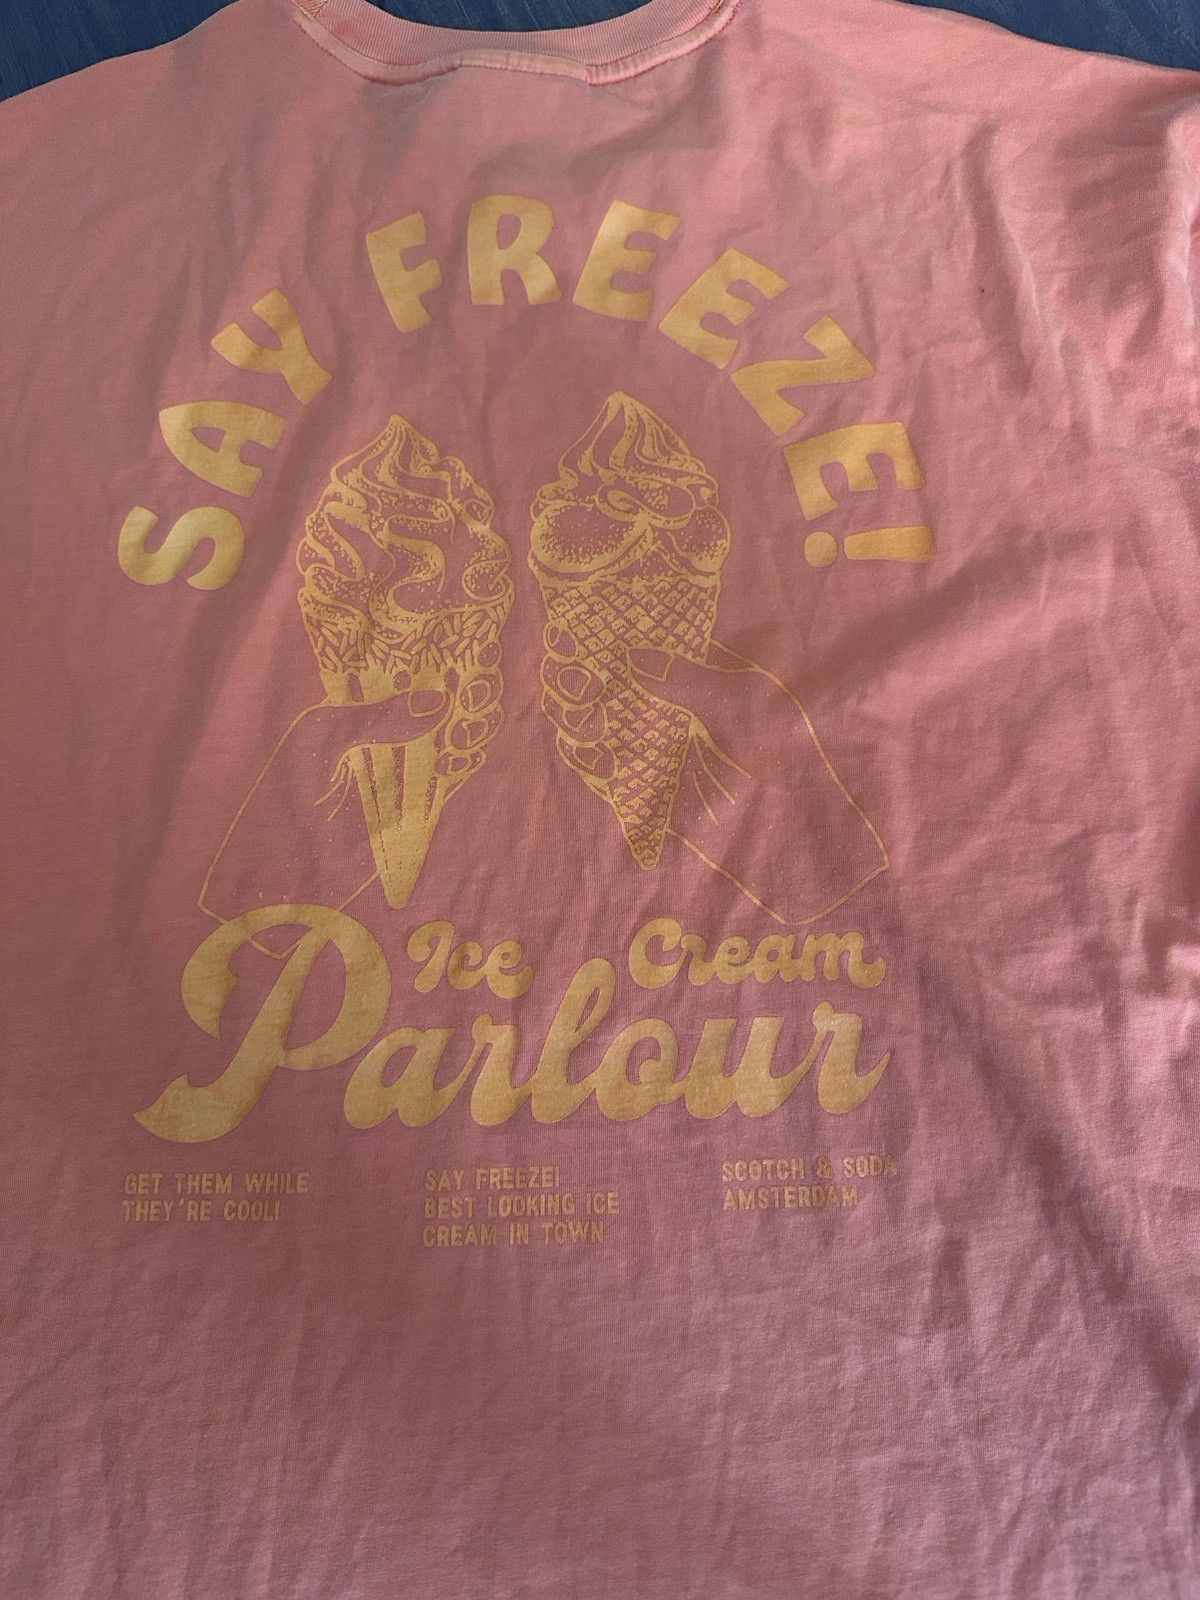 SAY FREEZE!
Ice Cream
Parlour
GET THEM WHILE
THEY'RE COOL!
SAY FREEZE!
BEST LOOKING ICE
CREAM IN TOWN
SCOTCH & SODA
AMSTERDAM